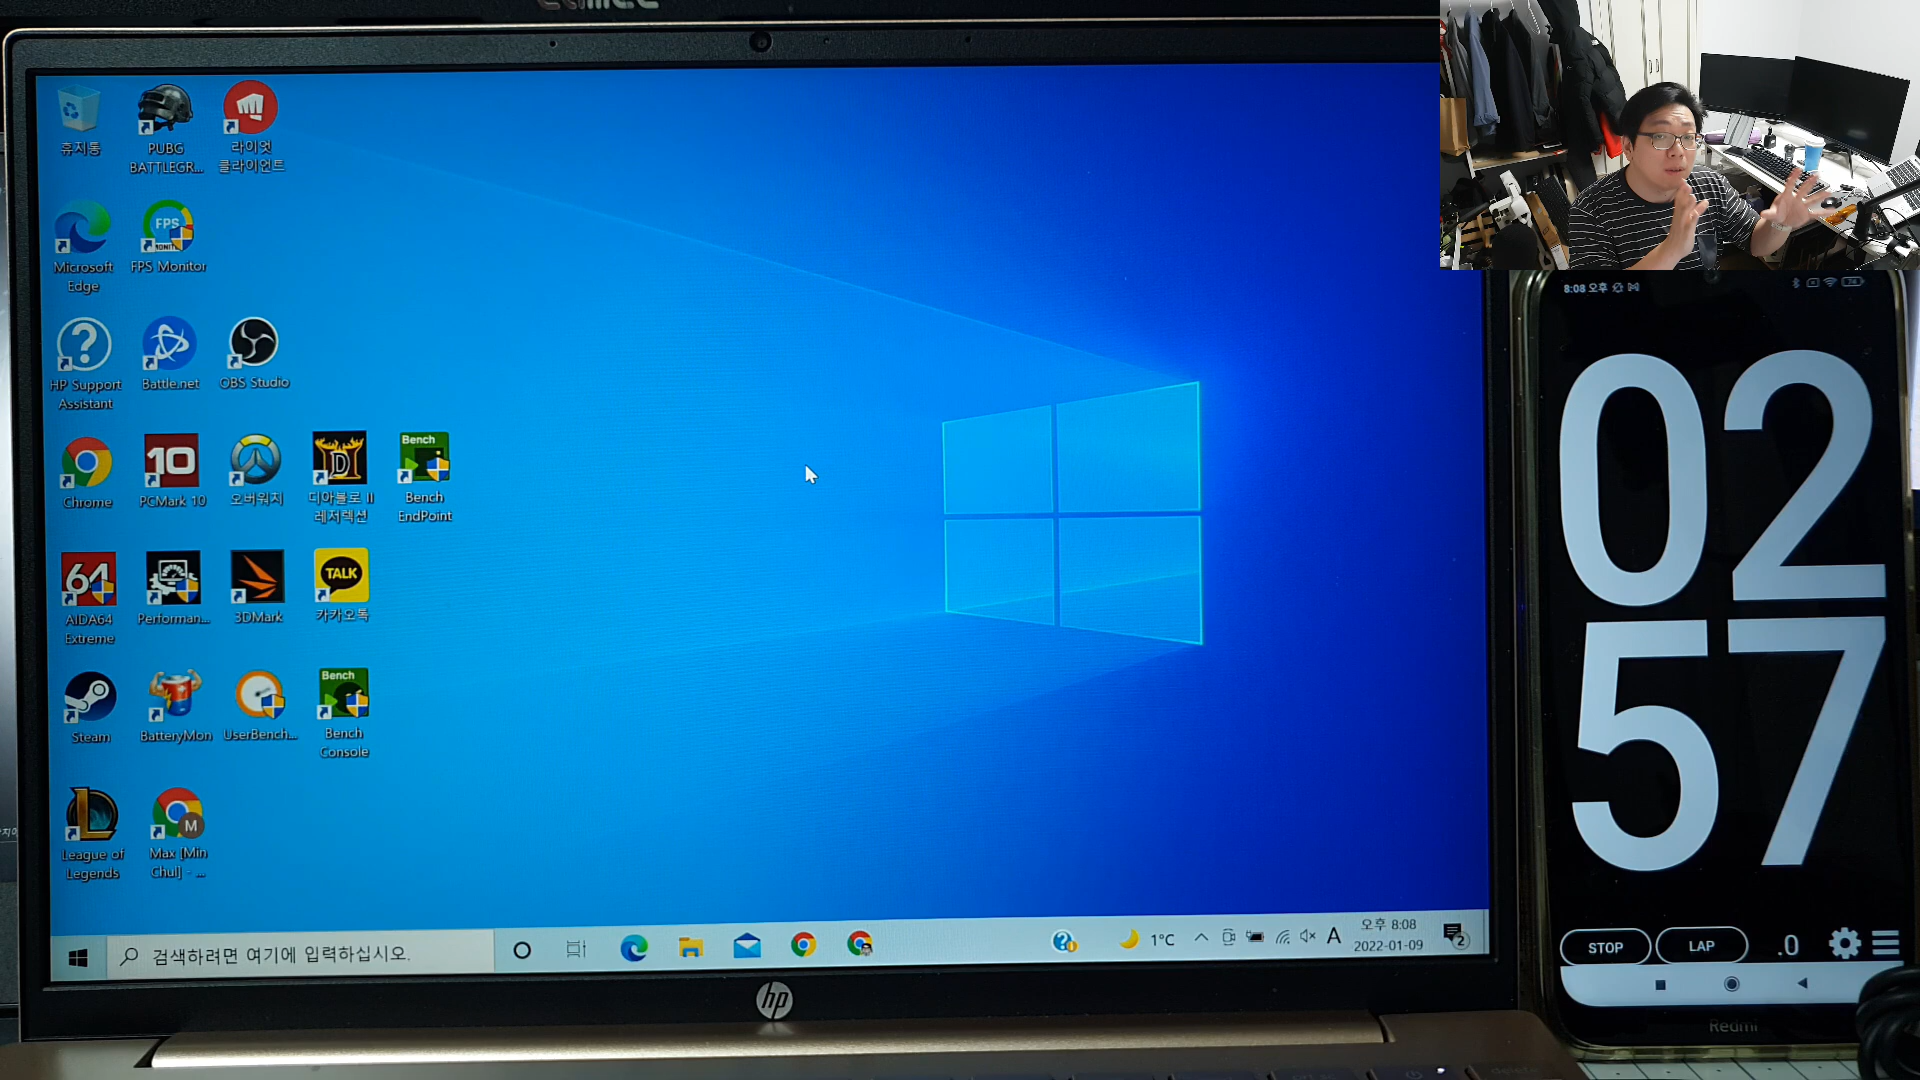 휴지통
PUBG
BATTLEGR...
라이엇
클라이언트
Microsoft
Edge
FPS
MONIT
FPS Monitor
HP Support
Assistant
Battle.net
OBS Studio
Chrome
10
PCMark 10
오버워치
D
디아블로 II
레저렉션
Bench
Bench
EndPoint
64
AIDA64
Extreme
Performan...
3DMark
TALK
카카오톡
Steam
BatteryMon
UserBench...
Bench
Bench
Console
L
League of
Legends
M
Max [Min
Chul] - ...
검색하려면 여기에 입력하십시오.
1°C
A
오후 8:08
2022-01-09
2
hp
8:08 오후
02
57
STOP
LAP
.0
Redmi